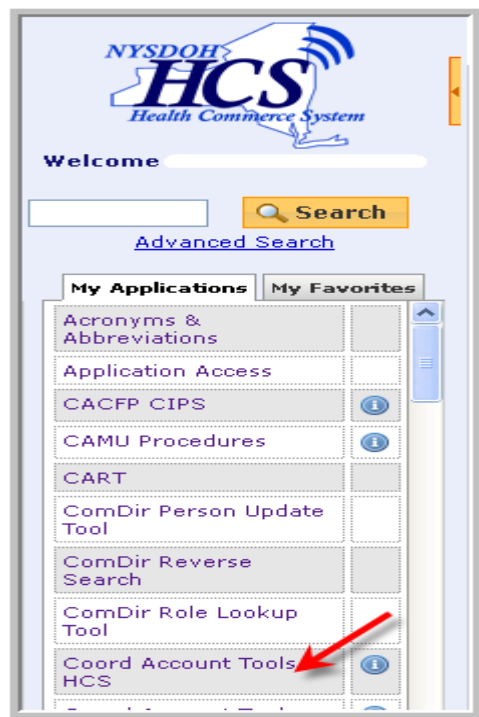 NYSDOH
HCS
Health Commerce System
Welcome
Search
Advanced Search
My Applications My Favorites
Acronyms &
Abbreviations
Application Access
CACFP CIPS
CAMU Procedures
CART
ComDir Person Update
Tool
ComDir Reverse
Search
ComDir Role Lookup
Tool
Coord Account Tools
HCS